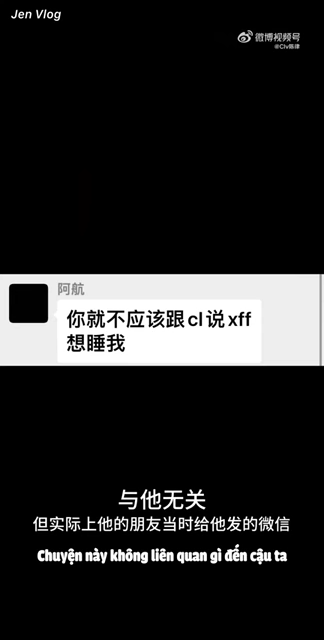 Jen Vlog
微博视频号
@Clv陈律
阿航
你就不应该跟cl说xff
想睡我
与他无关
但实际上他的朋友当时给他发的微信
Chuyện này không liên quan gì đến cậu ta